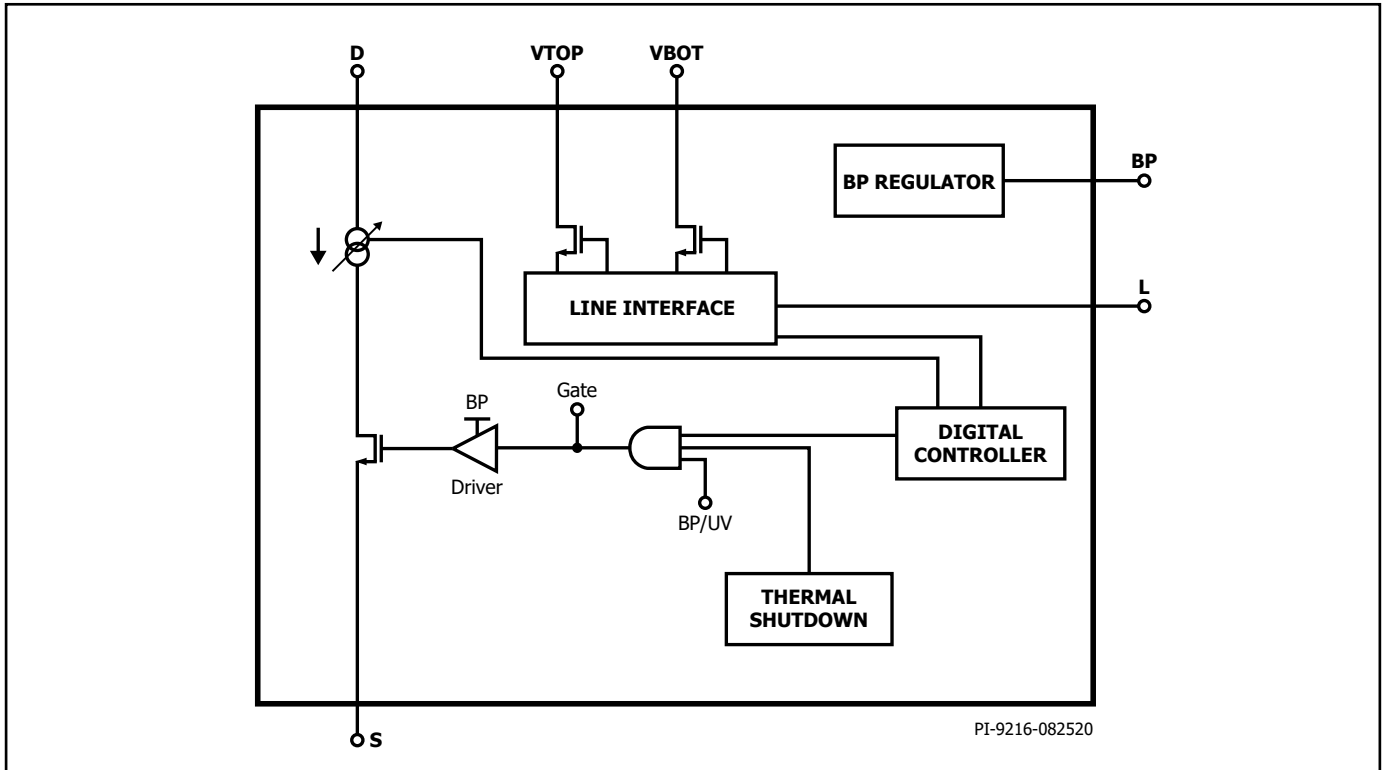 D
VTOP
VBOT
BP REGULATOR
BP
LINE INTERFACE
L
Gate
BP
Driver
BP/UV
DIGITAL
CONTROLLER
THERMAL
SHUTDOWN
S
PI-9216-082520